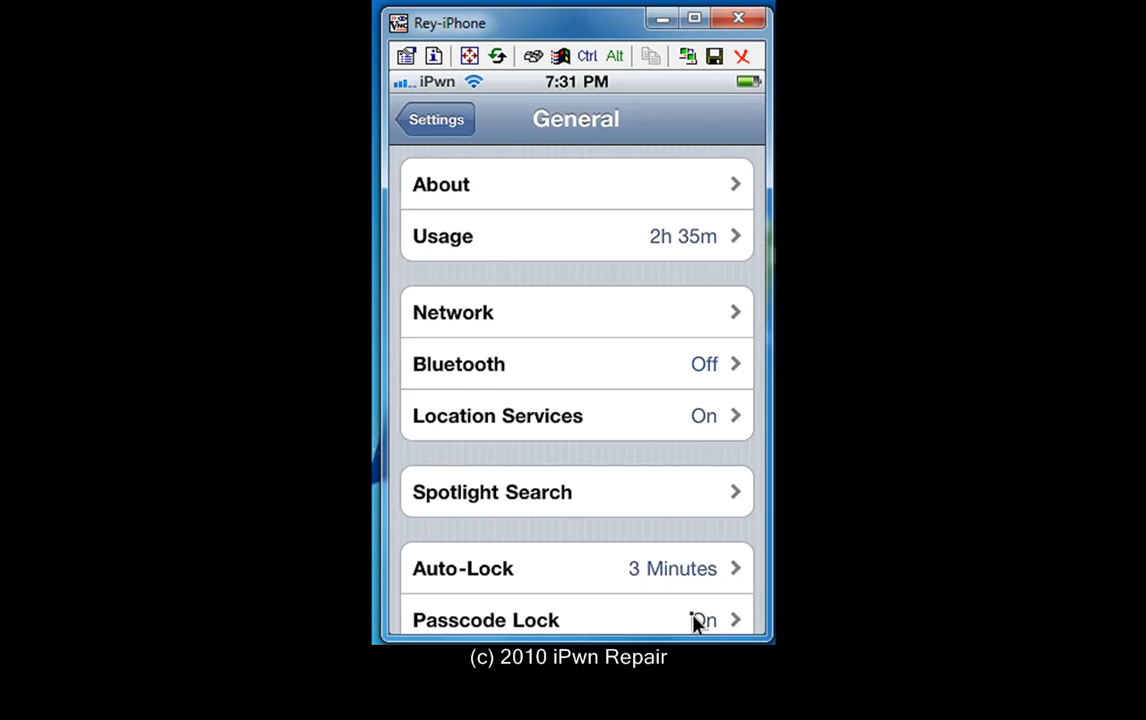 Rey-iPhone
Ctrl Alt
iPwn 7:31 PM
Settings General
About
Usage 2h 35m
Network
Bluetooth Off
Location Services On
Spotlight Search
Auto-Lock 3 Minutes
Passcode Lock On
(c) 2010 iPwn Repair